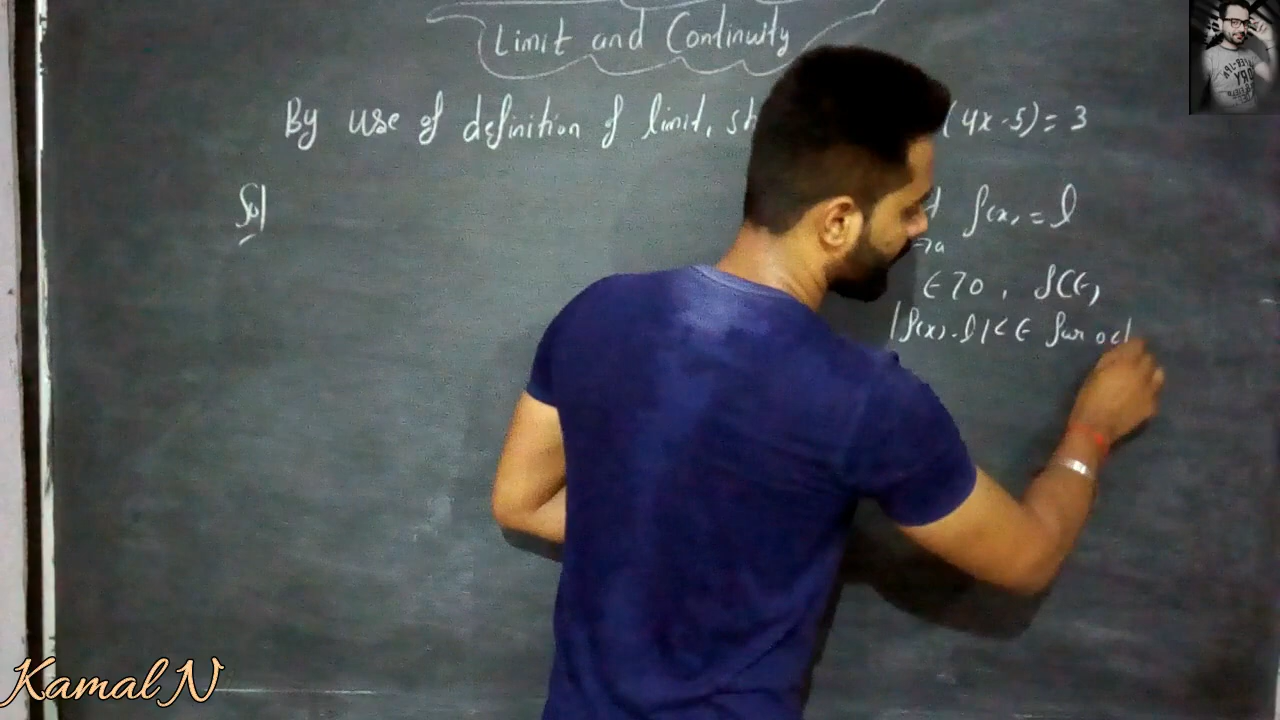 Limit and Continuity
By use of definition of limit, sh (4x-5) = 3
Sol f(x) = l
→a
∈>0, δ(∈)
|f(x)-l|<∈ for 0<|
Kamal N